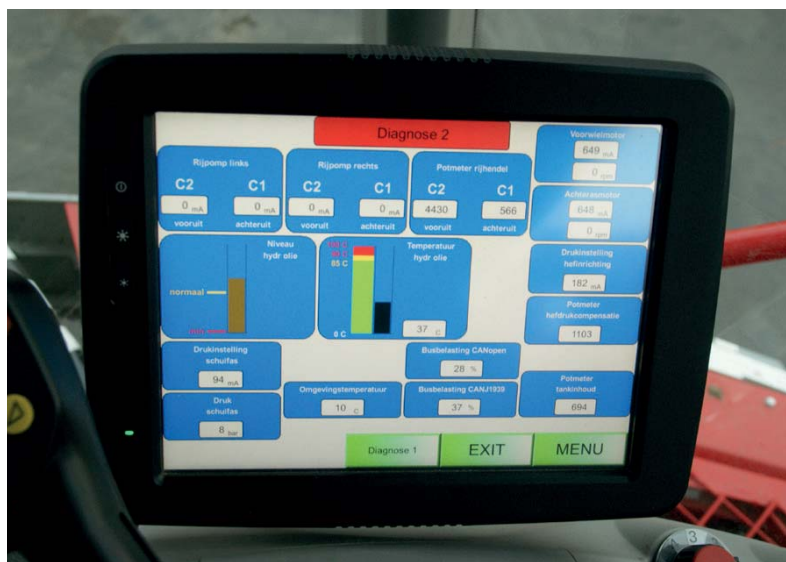 Diagnose 2
Rijpomp links
C2 C1
0 mA 0 mA
vooruit achteruit
Rijpomp rechts
C2 C1
0 mA 0 mA
vooruit achteruit
Potmeter rijhendel
C2 C1
4430 566
vooruit achteruit
Voorwielmotor
649 mA
0 rpm
Achterasmotor
648 mA
0 rpm
Niveau
hydr olie
normaal
Temperatuur
hydr olie
85 C
0 C
37 C
Drukinstelling
hefinrichting
182 mA
Potmeter
hefdrukcompensatie
1103
Drukinstelling
schuifas
94 mA
Druk
schuifas
8 bar
Omgevingstemperatuur
10 C
Busbelasting CANopen
28 %
Busbelasting CANJ1939
37 %
Potmeter
tankinhoud
694
Diagnose 1
EXIT
MENU
3